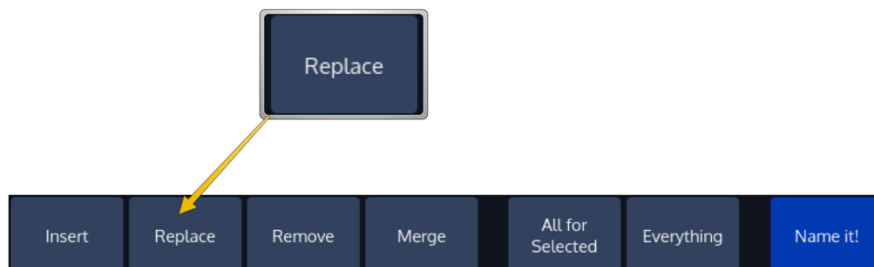 Replace
Insert
Replace
Remove
Merge
All for
Selected
Everything
Name it!